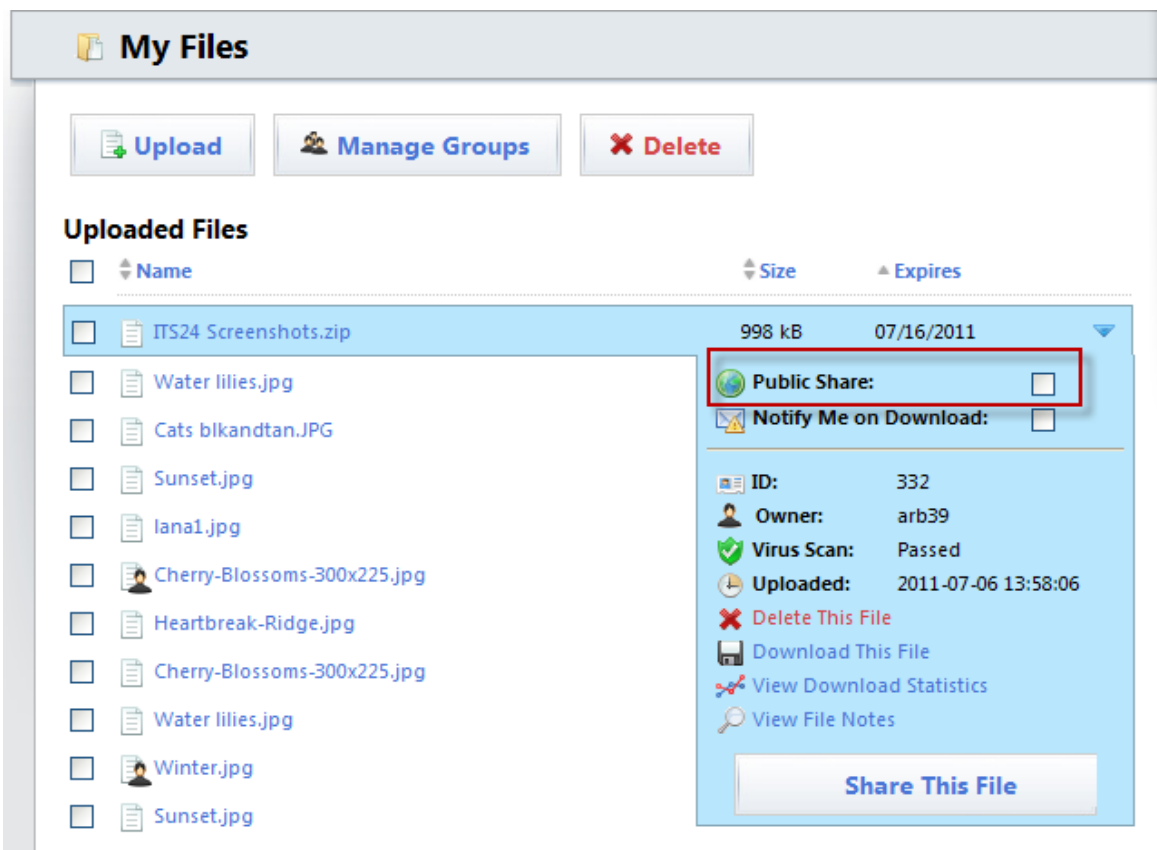 My Files
Upload Manage Groups Delete
Uploaded Files
Name Size Expires
ITS24 Screenshots.zip 998 kB 07/16/2011
Water lilies.jpg Public Share:
Cats blkandtan.JPG Notify Me on Download:
Sunset.jpg ID: 332
lana1.jpg Owner: arb39
Virus Scan: Passed
Cherry-Blossoms-300x225.jpg Uploaded: 2011-07-06 13:58:06
Heartbreak-Ridge.jpg Delete This File
Download This File
Cherry-Blossoms-300x225.jpg View Download Statistics
Water lilies.jpg View File Notes
Winter.jpg Share This File
Sunset.jpg